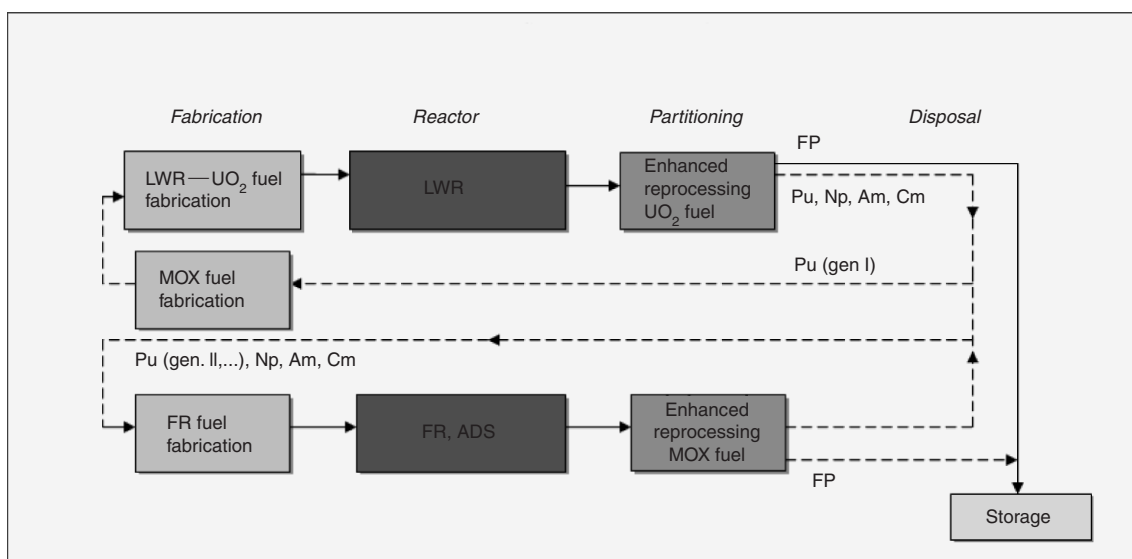 Fabrication
Reactor
Partitioning
Disposal
LWR—UO₂ fuel
fabrication
LWR
Enhanced
reprocessing
UO₂ fuel
FP
Pu, Np, Am, Cm
MOX fuel
fabrication
Pu (gen I)
Pu (gen. II,...), Np, Am, Cm
FR fuel
fabrication
FR, ADS
Enhanced
reprocessing
MOX fuel
FP
Storage